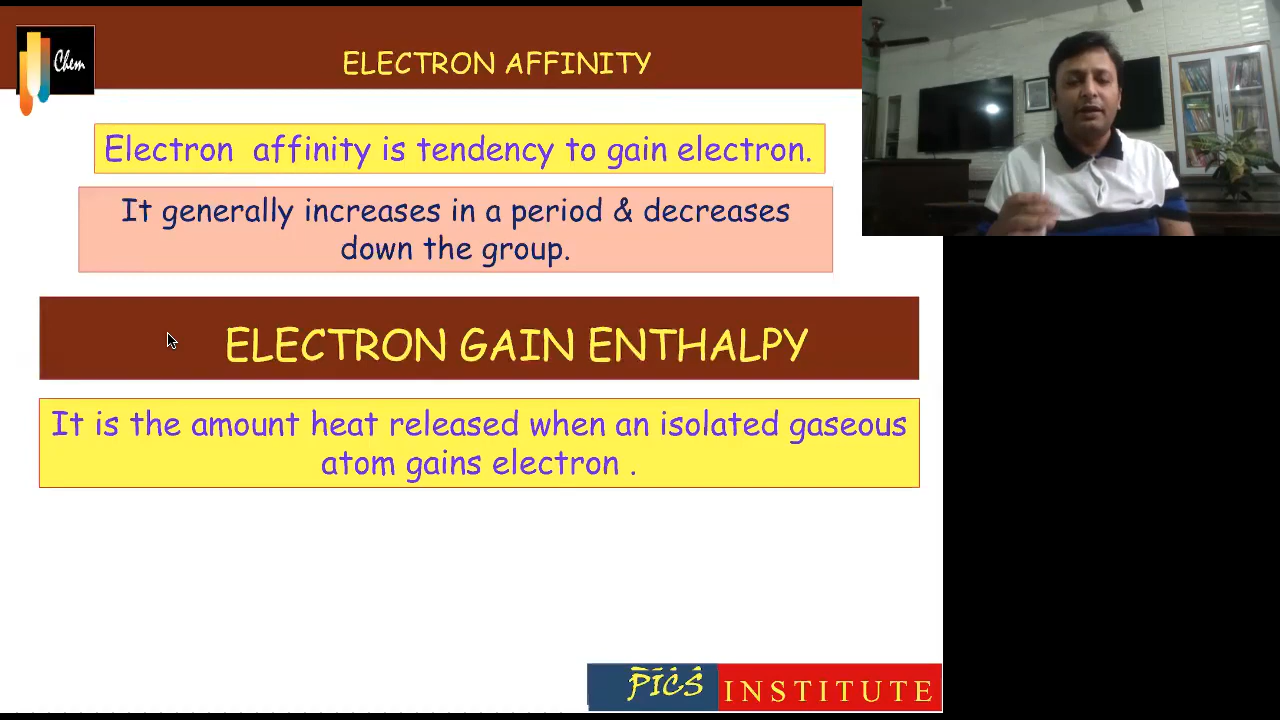 Chem
ELECTRON AFFINITY
Electron affinity is tendency to gain electron.
It generally increases in a period & decreases
down the group.
ELECTRON GAIN ENTHALPY
It is the amount heat released when an isolated gaseous
atom gains electron .
PICS INSTITUTE